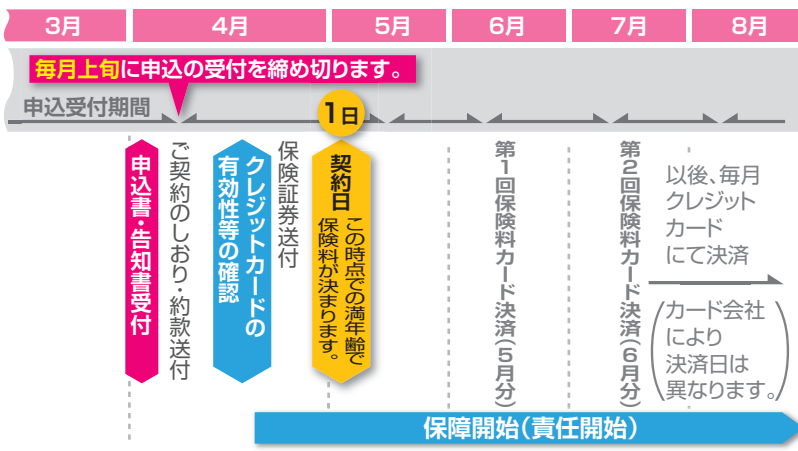 3月
4月
5月
6月
7月
8月
毎月上旬に申込の受付を締め切ります。
申込受付期間
1日
申込書・告知書受付
ご契約のしおり・約款送付
クレジットカードの
有効性等の確認
保険証券送付
契約日
この時点での満年齢で
保険料が決まります。
第1回保険料カード決済(5月分)
第2回保険料カード決済(6月分)
以後、毎月
クレジット
カード
にて決済
(カード会社
により
決済日は
異なります。)
保障開始(責任開始)